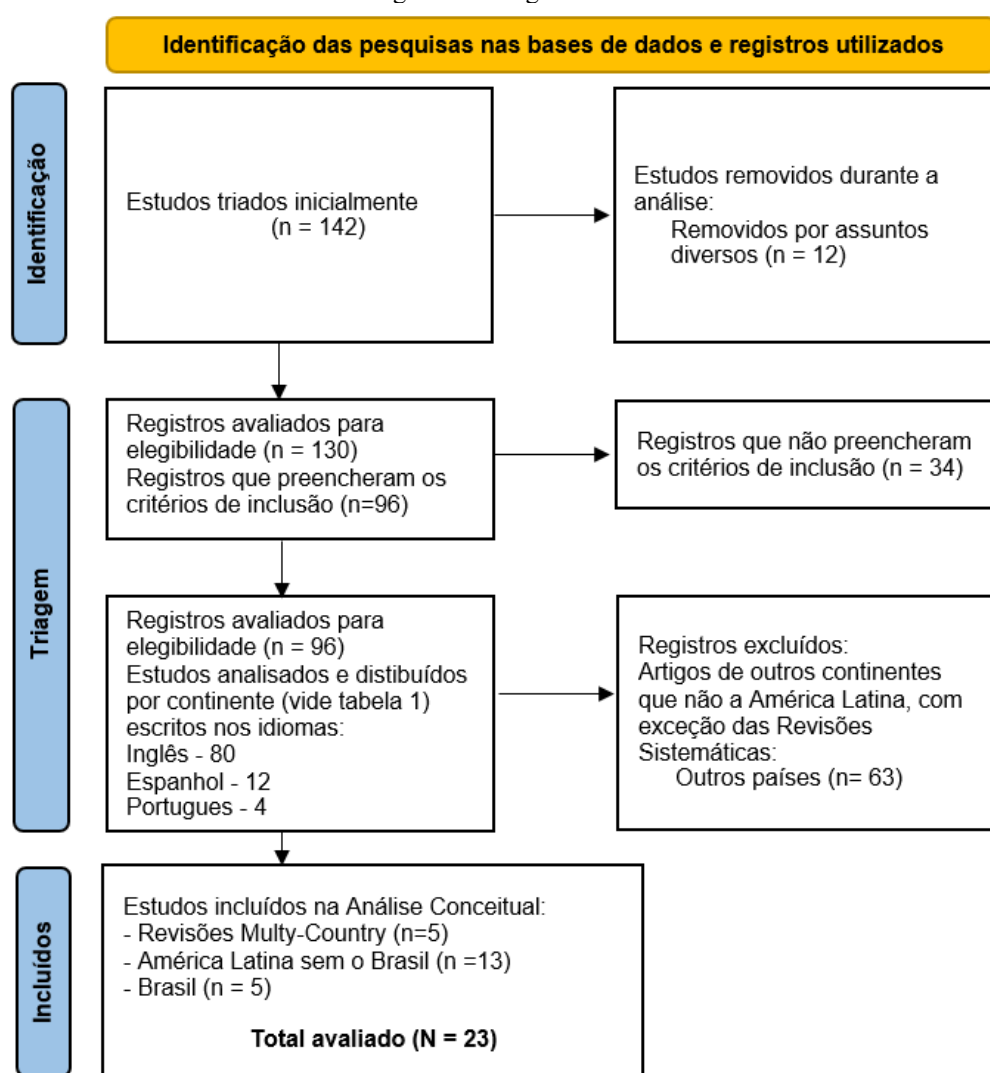 Identificação das pesquisas nas bases de dados e registros utilizados
Identificação
Estudos triados inicialmente
(n = 142)
Estudos removidos durante a
análise:
Removidos por assuntos
diversos (n = 12)
Triagem
Registros avaliados para
elegibilidade (n = 130)
Registros que preencheram os
critérios de inclusão (n=96)
Registros que não preencheram
os critérios de inclusão (n = 34)
Registros avaliados para
elegibilidade (n = 96)
Estudos analisados e distibuídos
por continente (vide tabela 1)
escritos nos idiomas:
Inglês - 80
Espanhol - 12
Portugues - 4
Registros excluídos:
Artigos de outros continentes
que não a América Latina, com
exceção das Revisões
Sistemáticas:
Outros países (n= 63)
Incluídos
Estudos incluídos na Análise Conceitual:
- Revisões Multy-Country (n=5)
- América Latina sem o Brasil (n =13)
- Brasil (n = 5)
Total avaliado (N = 23)